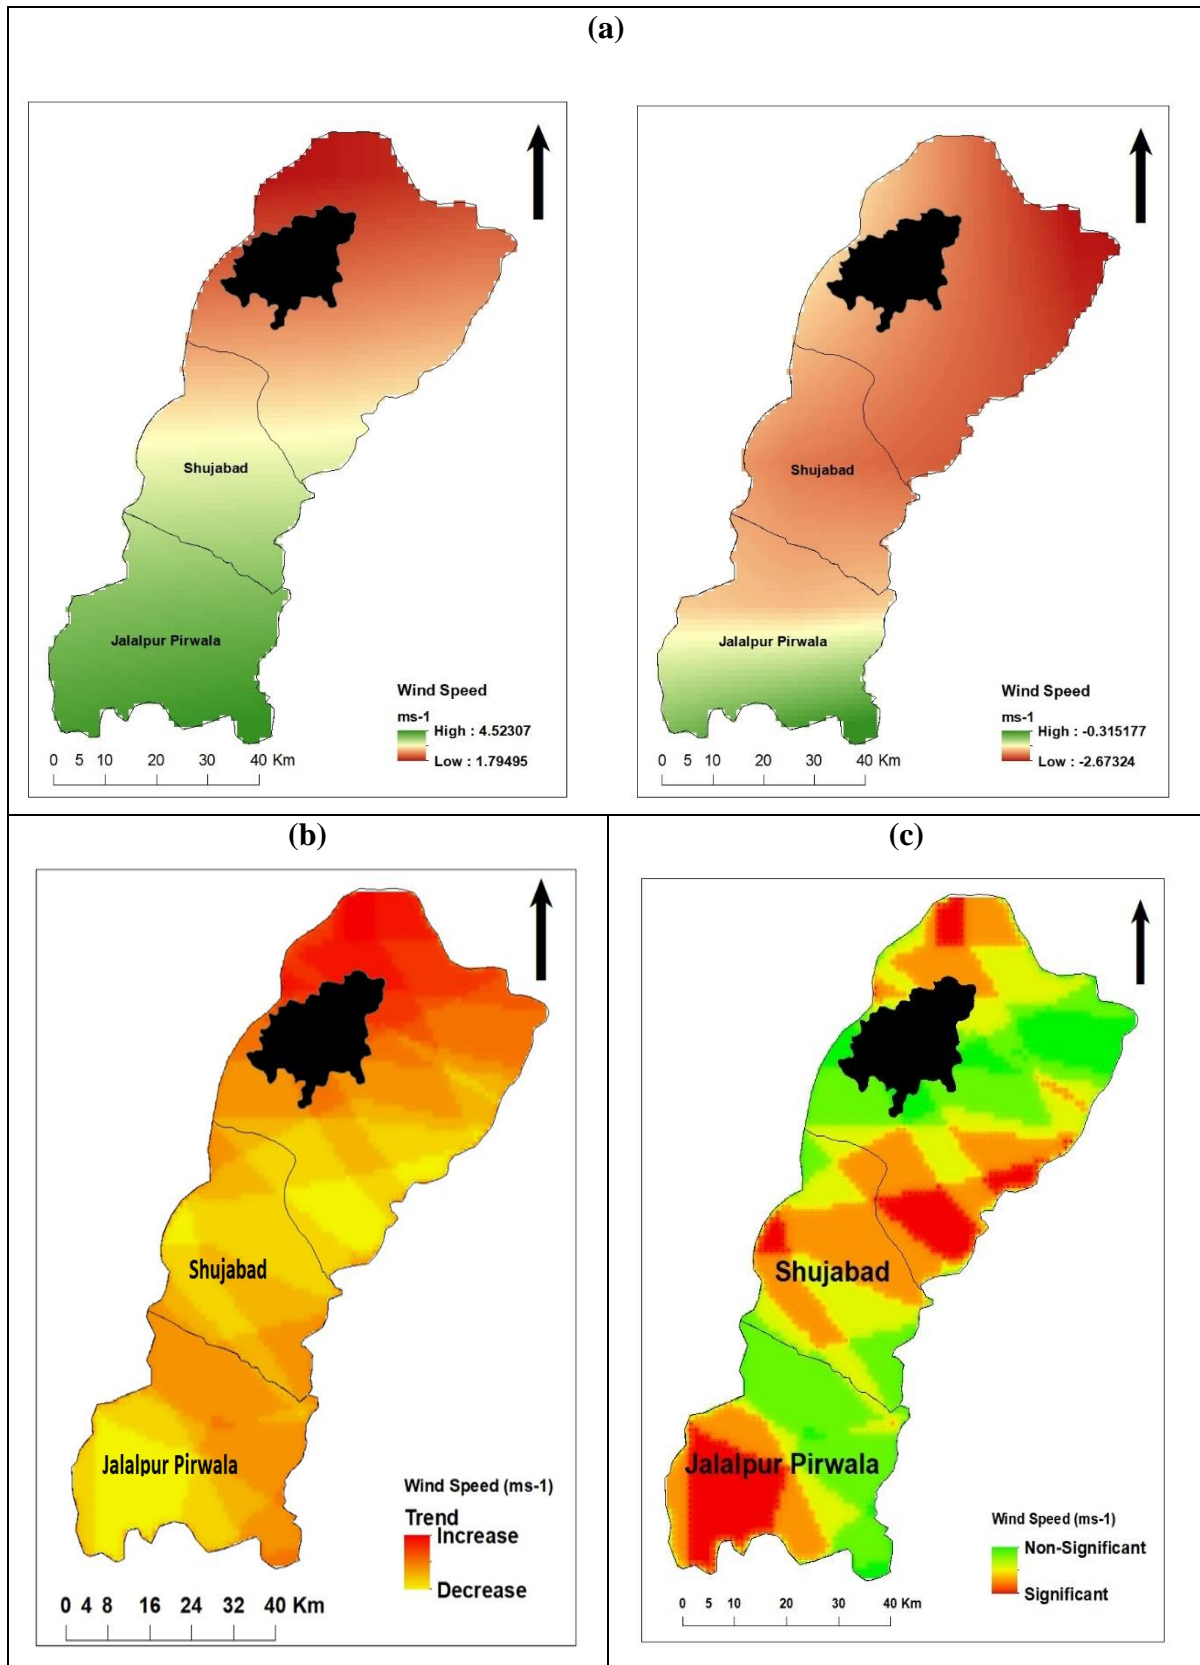 (a)
Shujabad
Jalalpur Pirwala
Wind Speed
ms-1
High : 4.52307
Low : 1.79495
0 5 10 20 30 40 Km
Shujabad
Jalalpur Pirwala
Wind Speed
ms-1
High : -0.315177
Low : -2.67324
0 5 10 20 30 40 Km
(b)
Shujabad
Jalalpur Pirwala
Wind Speed (ms-1)
Trend
Increase
Decrease
0 4 8 16 24 32 40 Km
(c)
Shujabad
Jalalpur Pirwala
Wind Speed (ms-1)
Non-Significant
Significant
0 5 10 20 30 40 Km